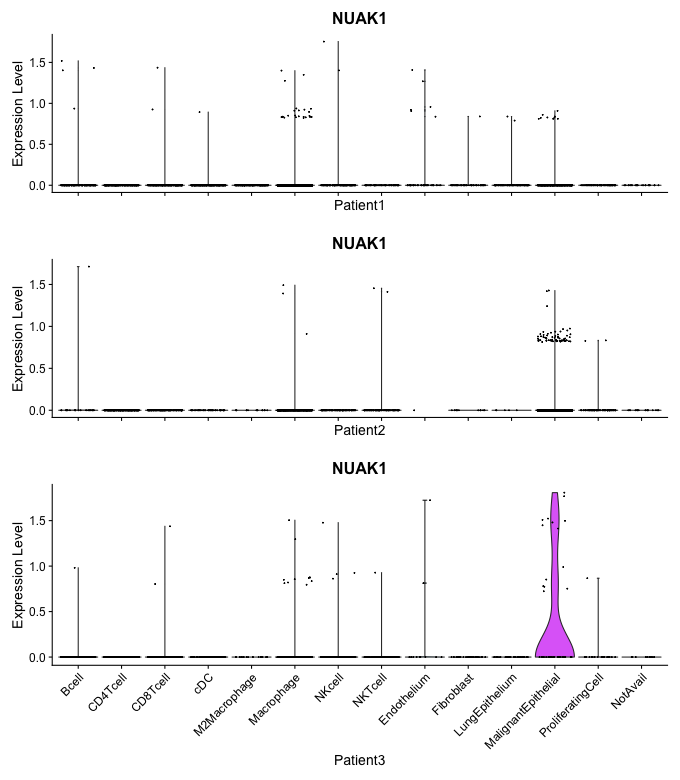 NUAK1
Expression Level
1.5
1.0
0.5
0.0
Patient1
NUAK1
Expression Level
1.5
1.0
0.5
0.0
Patient2
NUAK1
Expression Level
1.5
1.0
0.5
0.0
Bcell
CD4Tcell
CD8Tcell
cDC
M2Macrophage
Macrophage
NKcell
NKTcell
Endothelium
Fibroblast
LungEpithelium
MalignantEpithelial
ProliferatingCell
NotAvail
Patient3